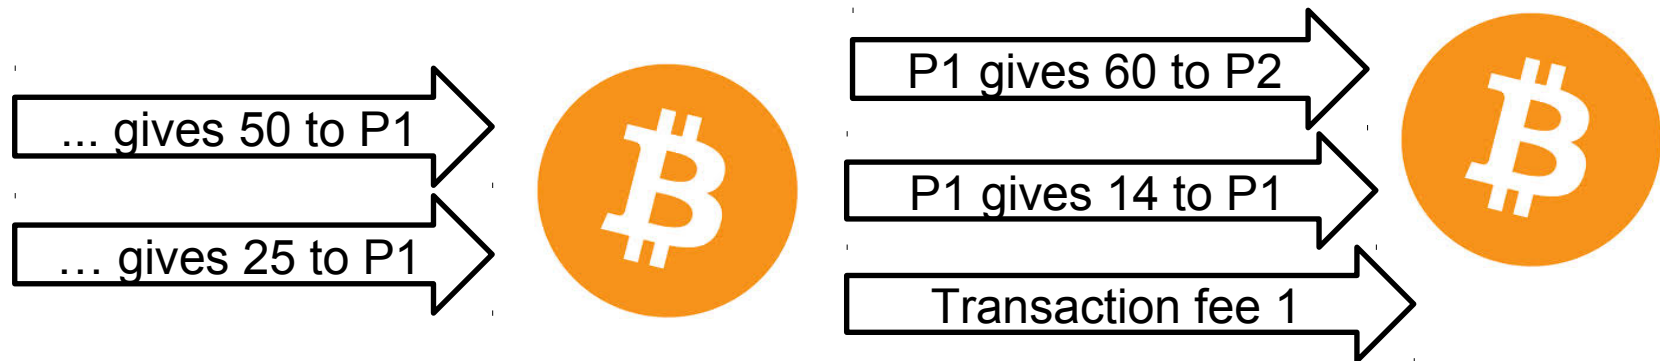 ... gives 50 to P1
… gives 25 to P1
P1 gives 60 to P2
P1 gives 14 to P1
Transaction fee 1